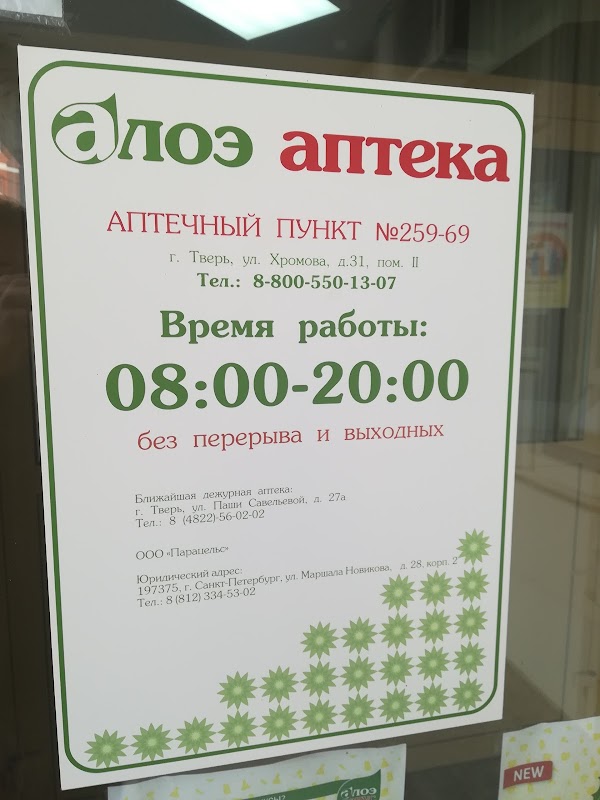 алоэ аптека
АПТЕЧНЫЙ ПУНКТ №259-69
г. Тверь, ул. Хромова, д.31, пом. II
Тел.: 8-800-550-13-07
Время работы:
08:00-20:00
без перерыва и выходных
Ближайшая дежурная аптека:
г. Тверь, ул. Паши Савельевой, д. 27а
Тел.: 8 (4822)-56-02-02
ООО «Парацельс»
Юридический адрес:
197375, г. Санкт-Петербург, ул. Маршала Новикова, д. 28, корп. 2
Тел.: 8 (812) 334-53-02
NEW
алоэ